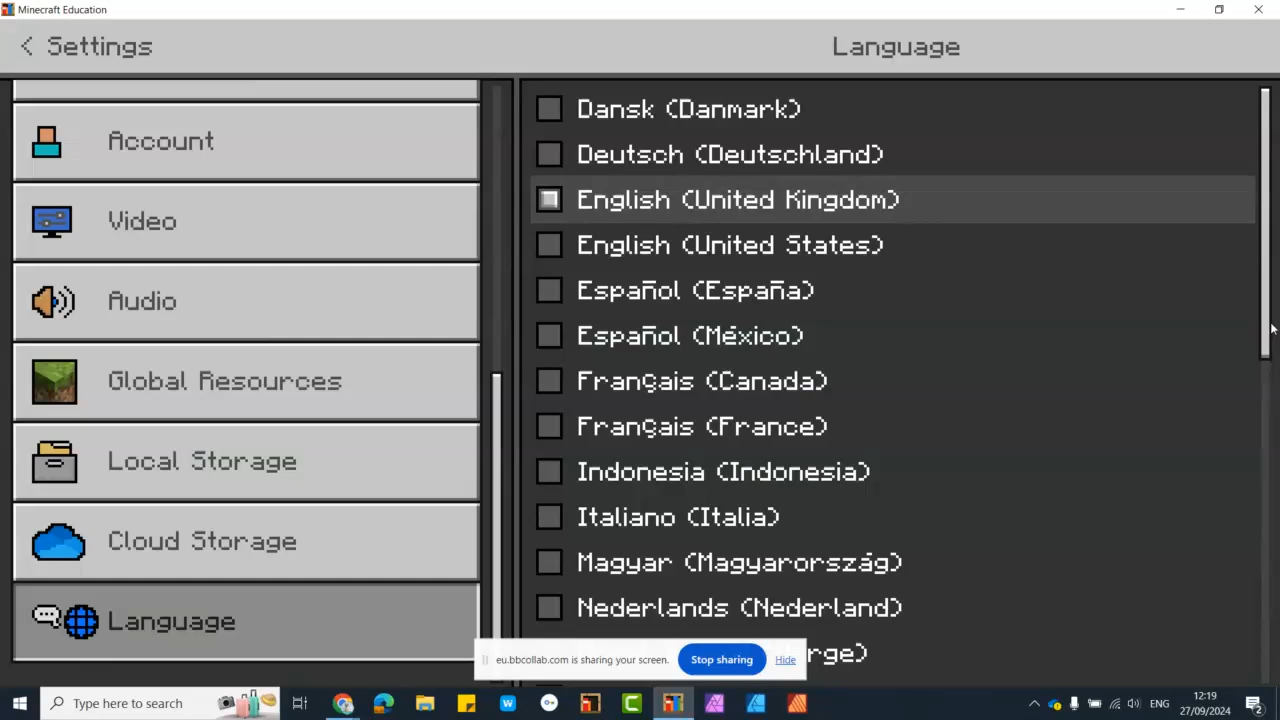 Minecraft Education
Settings
Language
Account
Video
Audio
Global Resources
Local Storage
Cloud Storage
Language
Dansk (Danmark)
Deutsch (Deutschland)
English (United Kingdom)
English (United States)
Español (España)
Español (México)
Français (Canada)
Français (France)
Indonesia (Indonesia)
Italiano (Italia)
Magyar (Magyarország)
Nederlands (Nederland)
rge)
eu.bbcollab.com is sharing your screen.
Stop sharing
Hide
Type here to search
ENG
12:19
27/09/2024
2